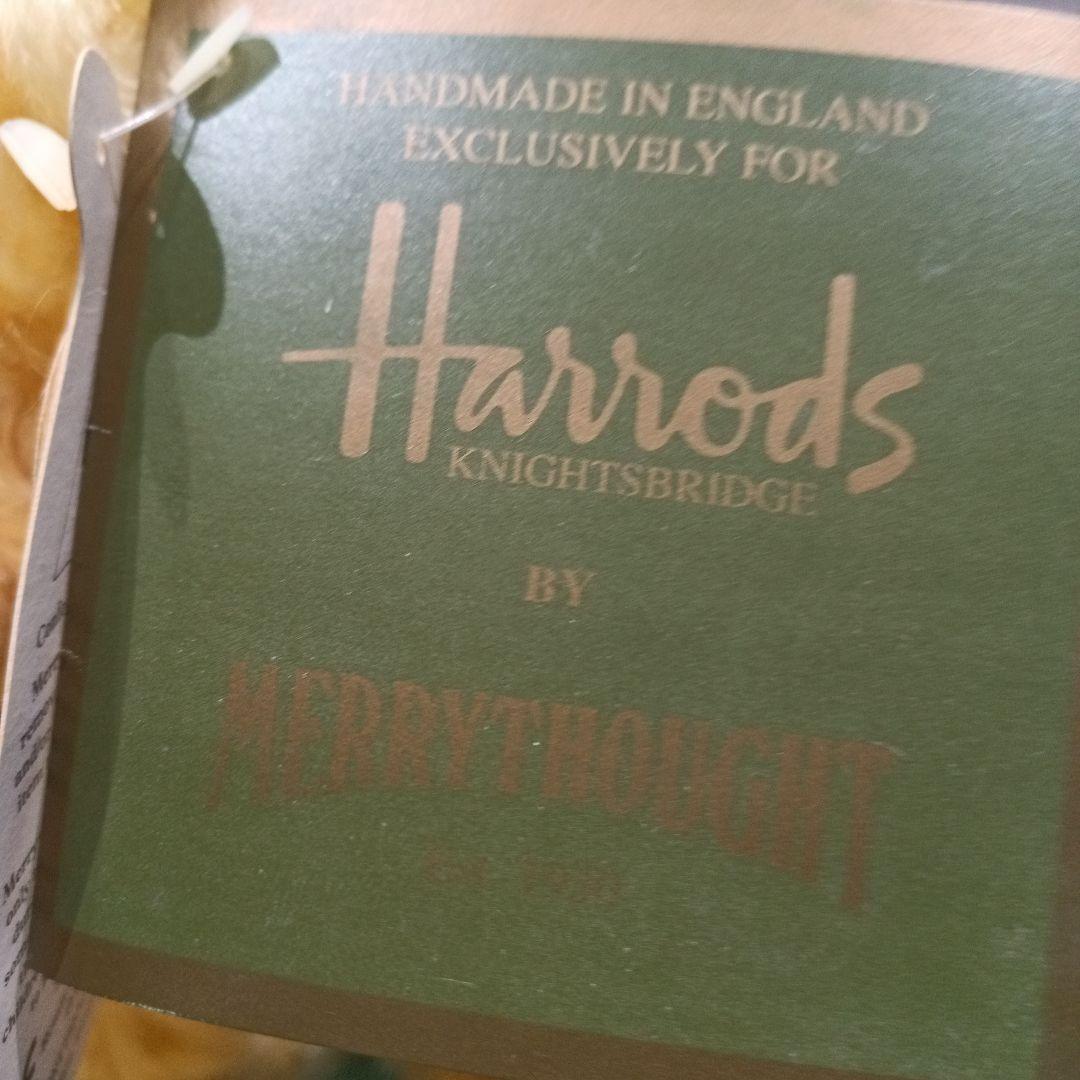 HANDMADE IN ENGLAND
EXCLUSIVELY FOR
Harrods
KNIGHTSBRIDGE
BY
MERRYTHOUGHT